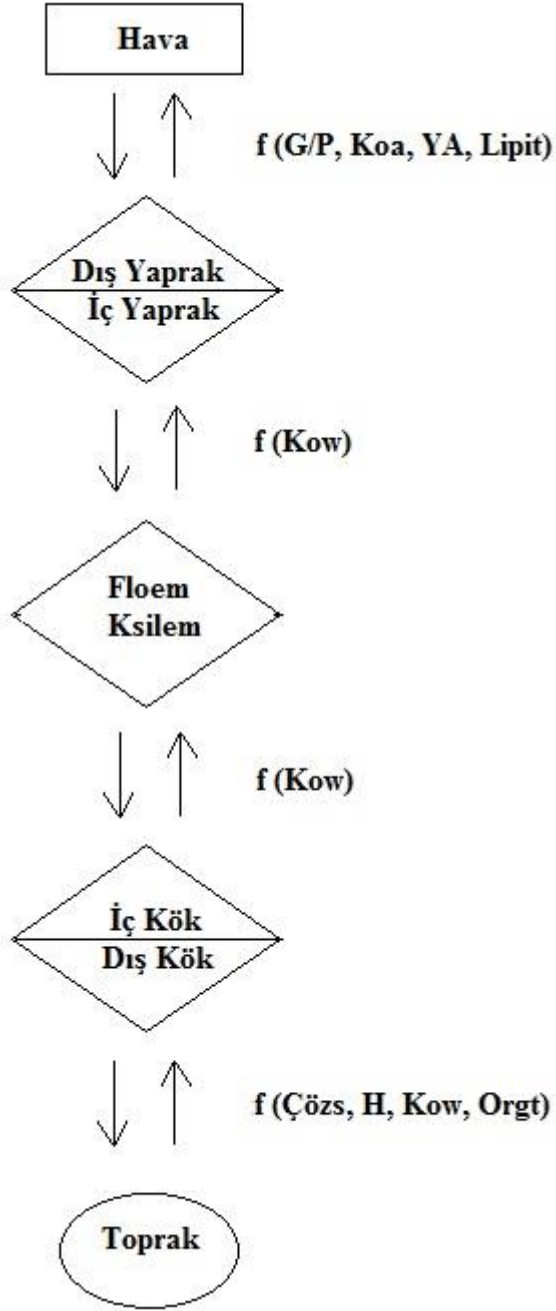 Hava
f (G/P, Koa, YA, Lipit)
Dış Yaprak
İç Yaprak
f (Kow)
Floem
Ksilem
f (Kow)
İç Kök
Dış Kök
f (Çözs, H, Kow, Orgt)
Toprak